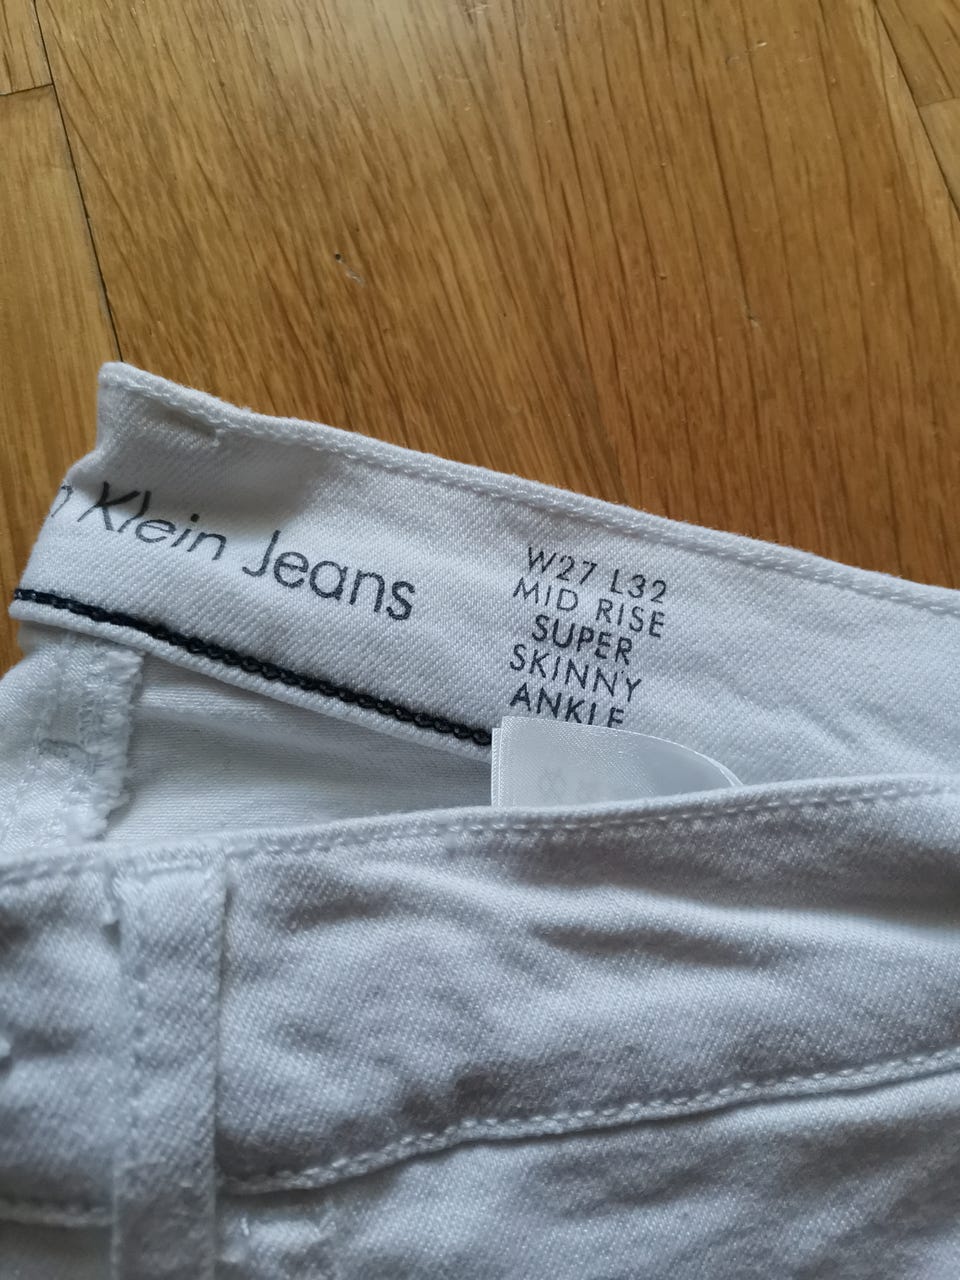 Klein Jeans
W27 L32
MID RISE
SUPER
SKINNY
ANKLE